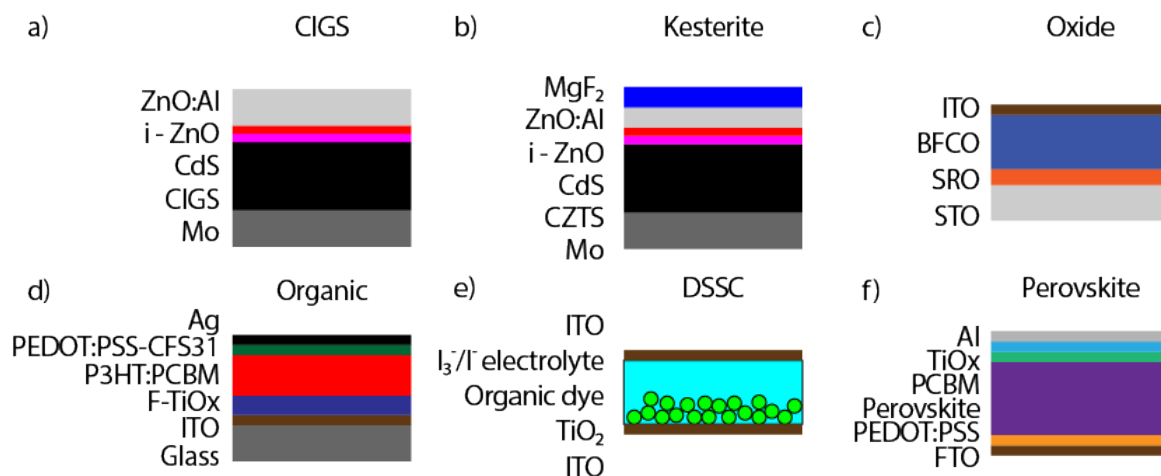 a) CIGS
ZnO:Al
i - ZnO
CdS
CIGS
Mo
b) Kesterite
MgF₂
ZnO:Al
i - ZnO
CdS
CZTS
Mo
c) Oxide
ITO
BFCO
SRO
STO
d) Organic
Ag
PEDOT:PSS-CFS31
P3HT:PCBM
F-TiOx
ITO
Glass
e) DSSC
ITO
I₃⁻/I⁻ electrolyte
Organic dye
TiO₂
ITO
f) Perovskite
Al
TiOx
PCBM
Perovskite
PEDOT:PSS
FTO